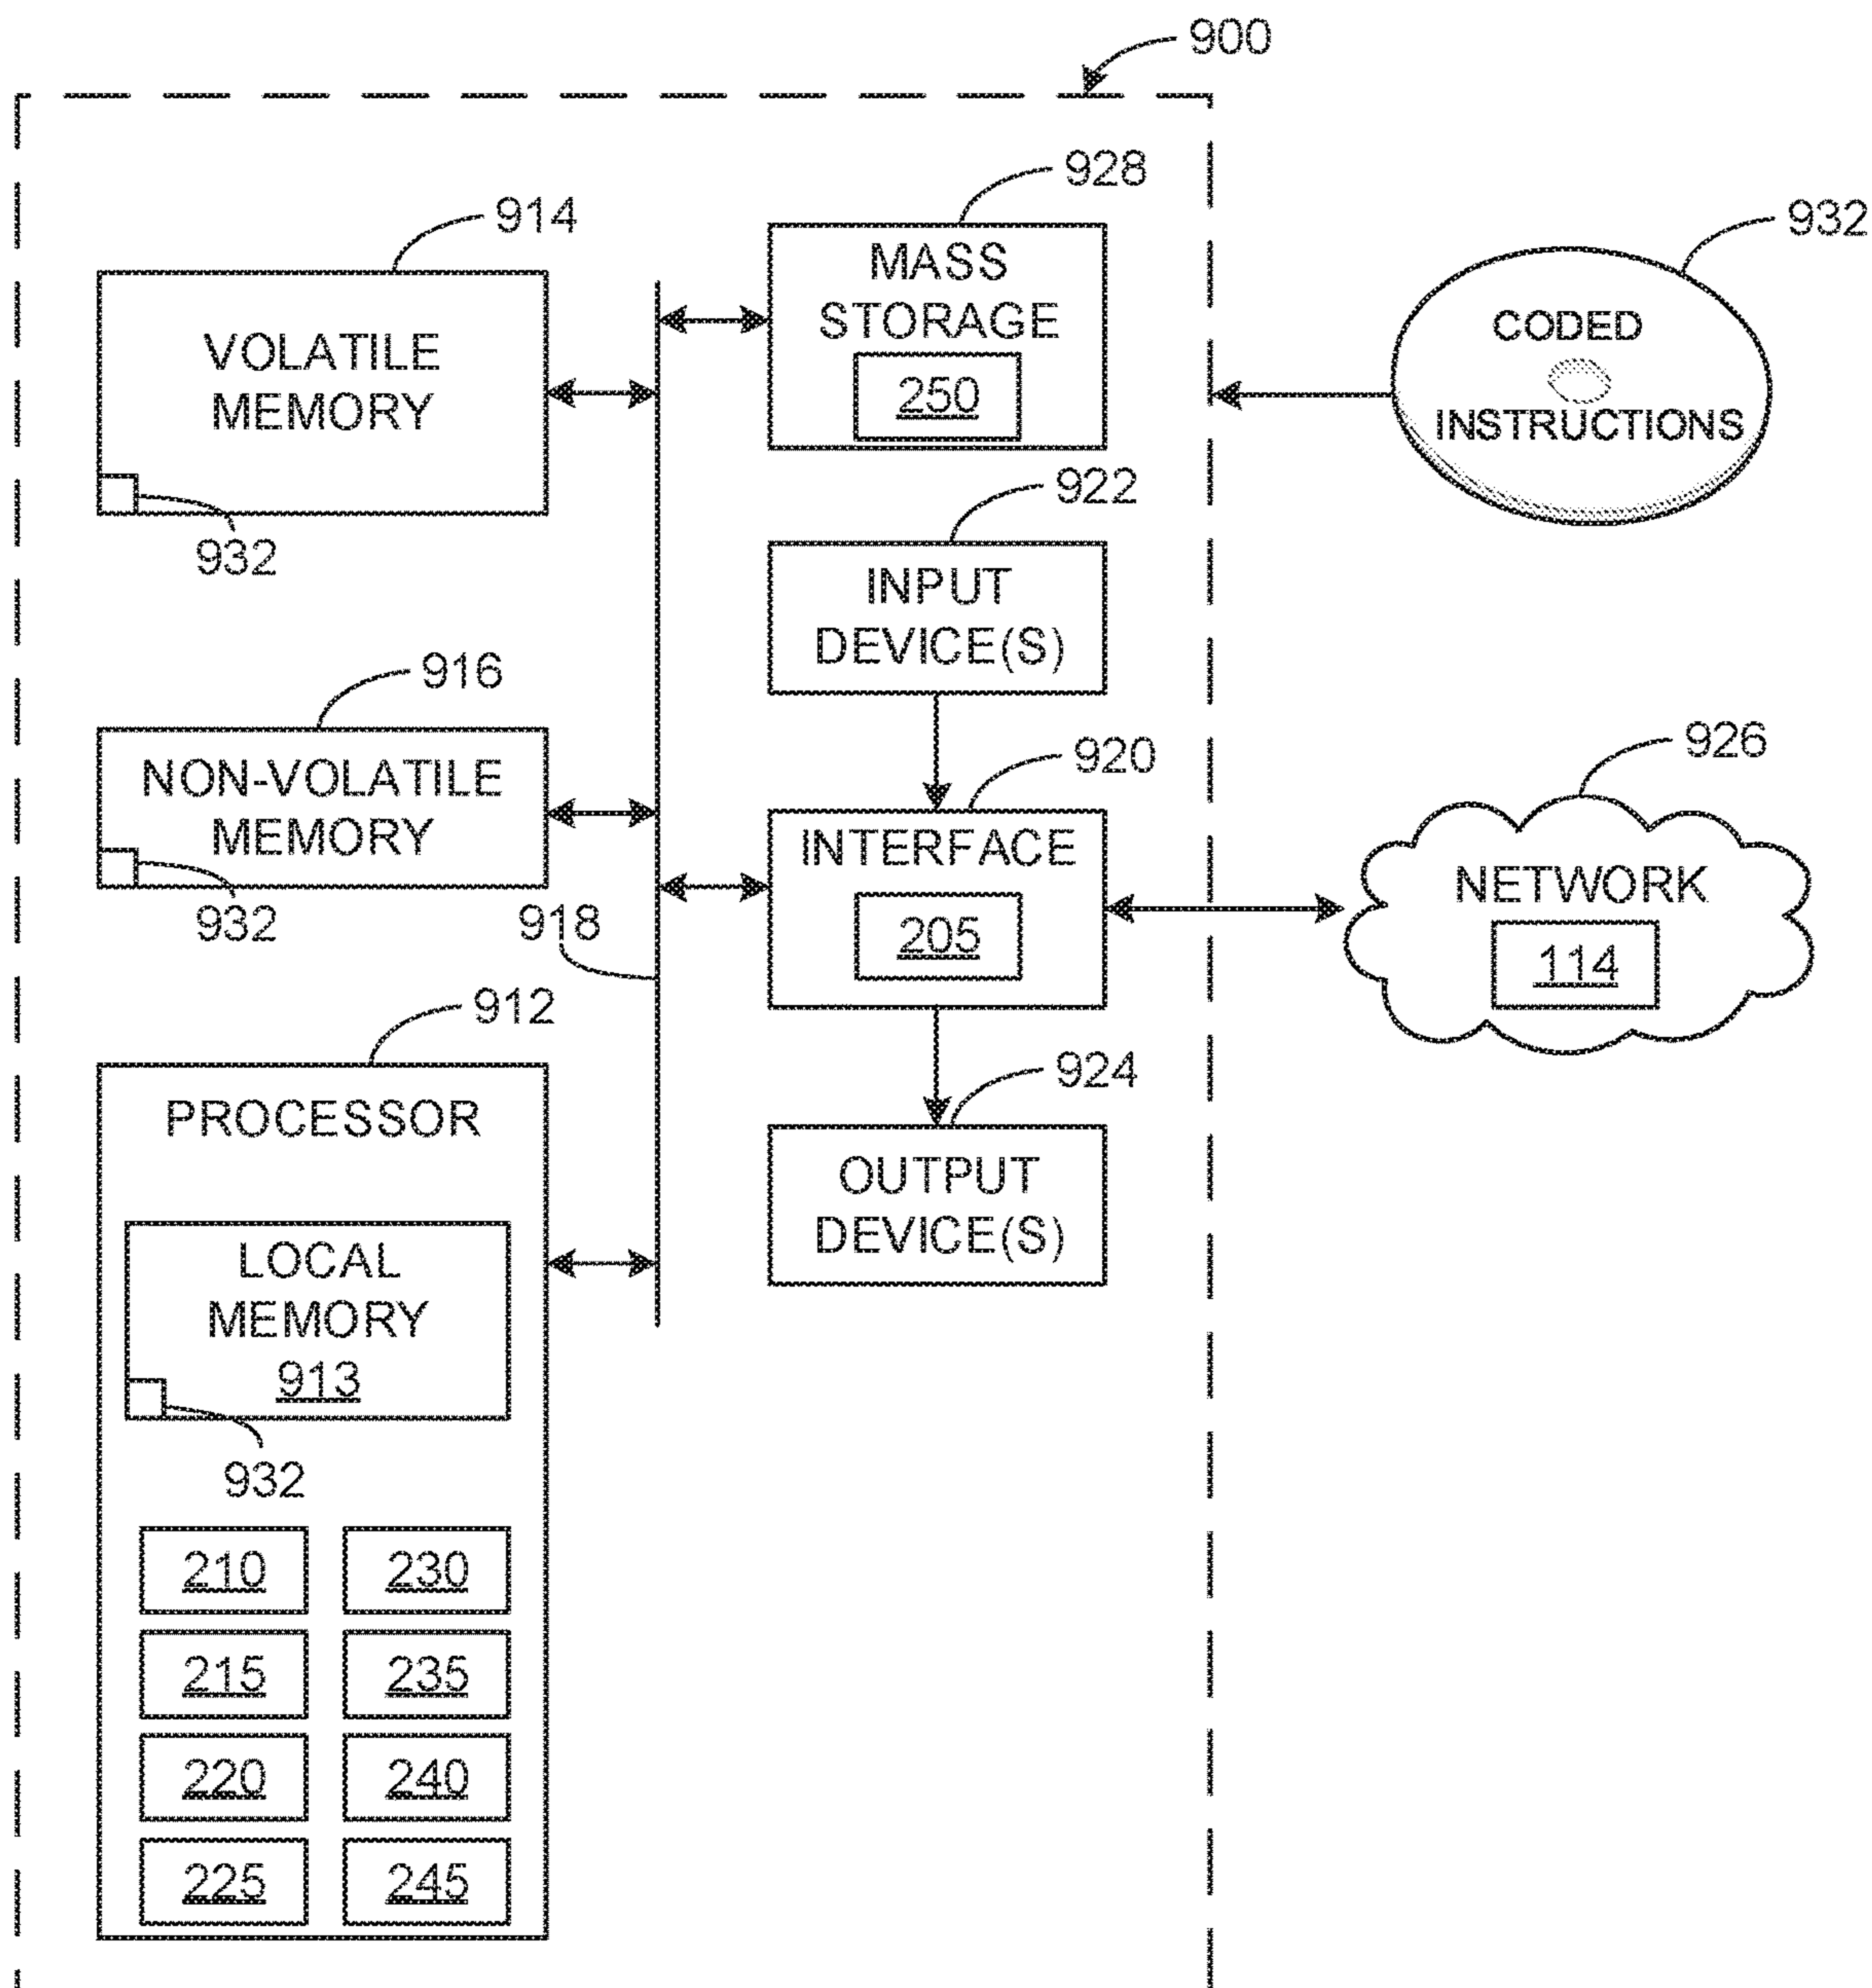 900
928
914
932
MASS
STORAGE
250
VOLATILE
MEMORY
932
CODED
INSTRUCTIONS
922
INPUT
DEVICE(S)
916
NON-VOLATILE
MEMORY
932
918
920
INTERFACE
205
926
NETWORK
114
912
PROCESSOR
924
OUTPUT
DEVICE(S)
LOCAL
MEMORY
913
932
210 230
215 235
220 240
225 245